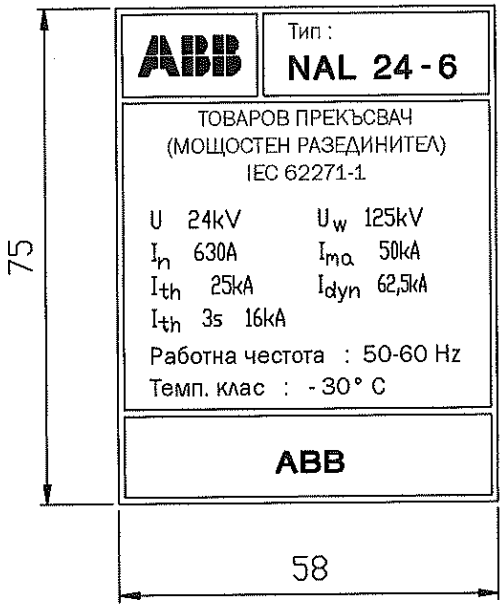 ABB
Тип :
NAL 24-6
ТОВАРОВ ПРЕКЪСВАЧ
(МОЩОСТЕН РАЗЕДИНИТЕЛ)
IEC 62271-1
U 24kV Uw 125kV
In 630A Ima 50kA
Ith 25kA Idyn 62,5kA
Ith 3s 16kA
Работна честота : 50-60 Hz
Темп. клас : -30° C
ABB
75
58